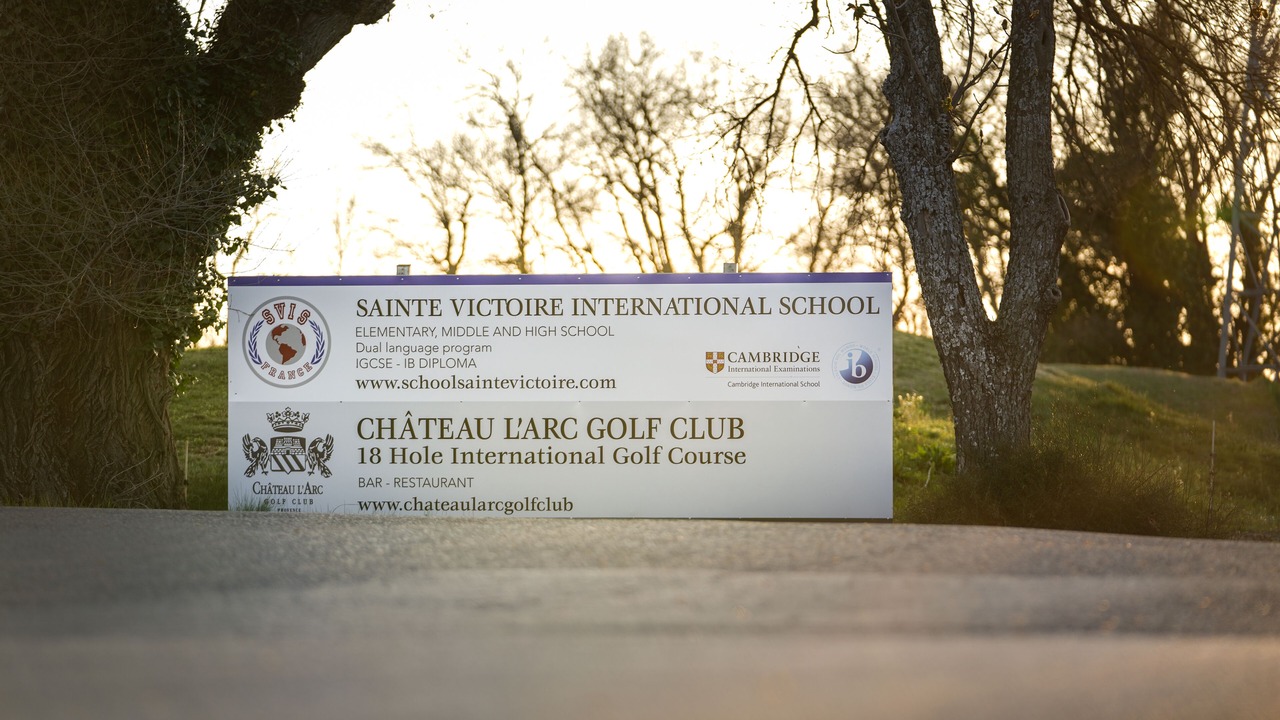 SVIS
FRANCE
SAINTE VICTOIRE INTERNATIONAL SCHOOL
ELEMENTARY, MIDDLE AND HIGH SCHOOL
Dual language program
IGCSE - IB DIPLOMA
www.schoolsaintevictoire.com
CAMBRIDGE
International Examinations
Cambridge International School
ib
CHÂTEAU L'ARC
GOLF CLUB
PROVENCE
CHÂTEAU L'ARC GOLF CLUB
18 Hole International Golf Course
BAR - RESTAURANT
www.chateaularcgolfclub